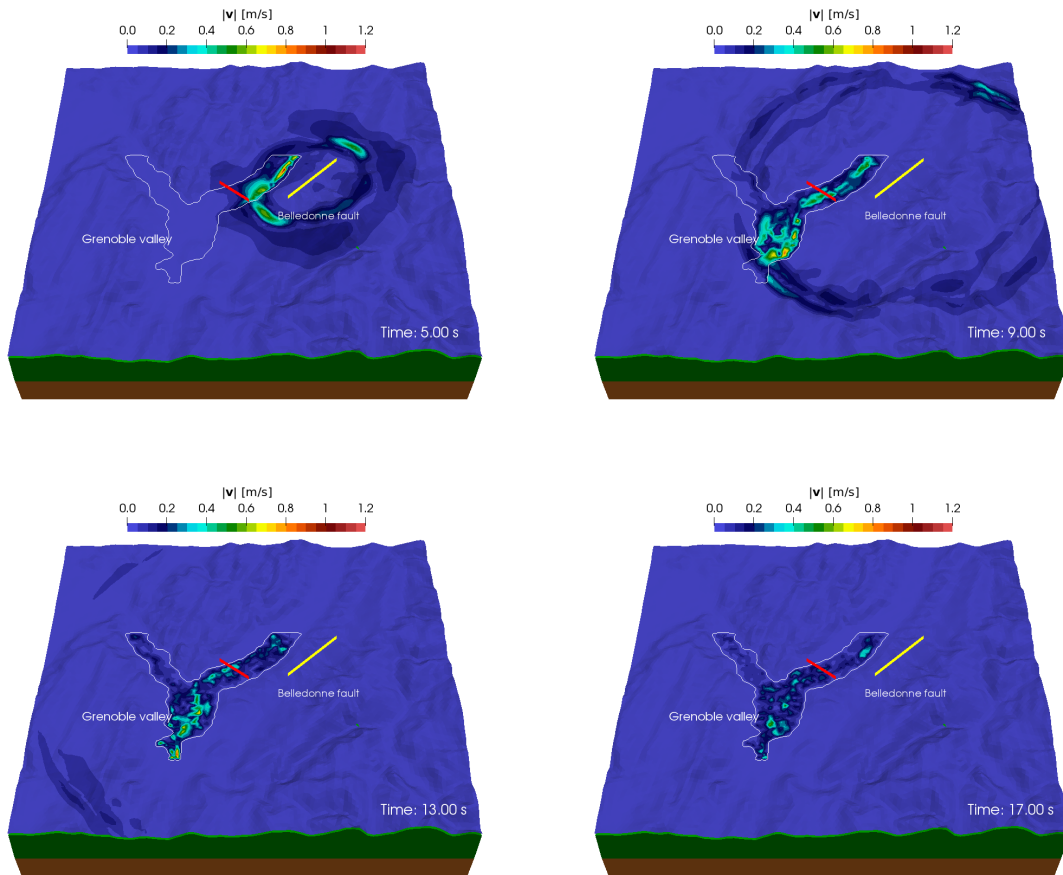 |v| [m/s]
0.0 0.2 0.4 0.6 0.8 1 1.2
Belledonne fault
Grenoble valley
Time: 5.00 s
|v| [m/s]
0.0 0.2 0.4 0.6 0.8 1 1.2
Belledonne fault
Grenoble valley
Time: 9.00 s
|v| [m/s]
0.0 0.2 0.4 0.6 0.8 1 1.2
Belledonne fault
Grenoble valley
Time: 13.00 s
|v| [m/s]
0.0 0.2 0.4 0.6 0.8 1 1.2
Belledonne fault
Grenoble valley
Time: 17.00 s